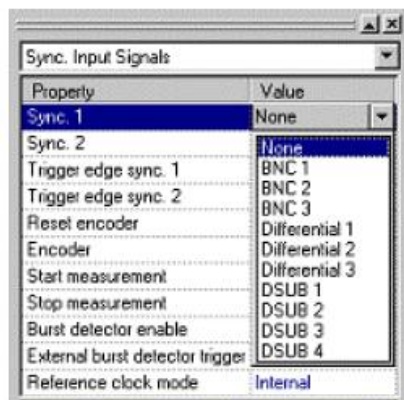 Sync. Input Signals
Property Value
Sync. 1 None
Sync. 2 None
Trigger edge sync. 1 BNC 1
Trigger edge sync. 2 BNC 2
BNC 3
Reset encoder Differential 1
Encoder Differential 2
Differential 3
Start measurement DSUB 1
Stop measurement DSUB 2
Burst detector enable DSUB 3
External burst detector trigger DSUB 4
Reference clock mode Internal